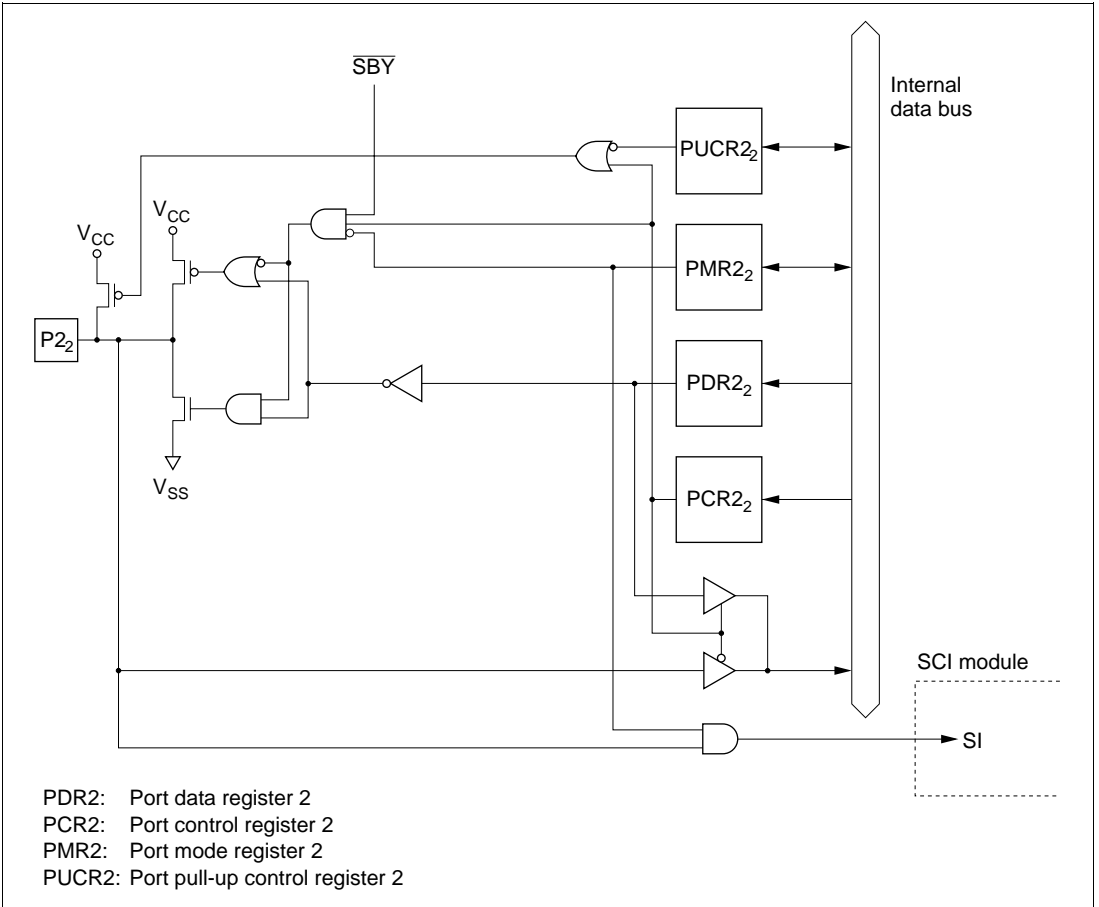 SBY
Internal
data bus
PUCR2₂
VCC
VCC
PMR2₂
P2₂
PDR2₂
VSS
PCR2₂
SCI module
SI
PDR2: Port data register 2
PCR2: Port control register 2
PMR2: Port mode register 2
PUCR2: Port pull-up control register 2